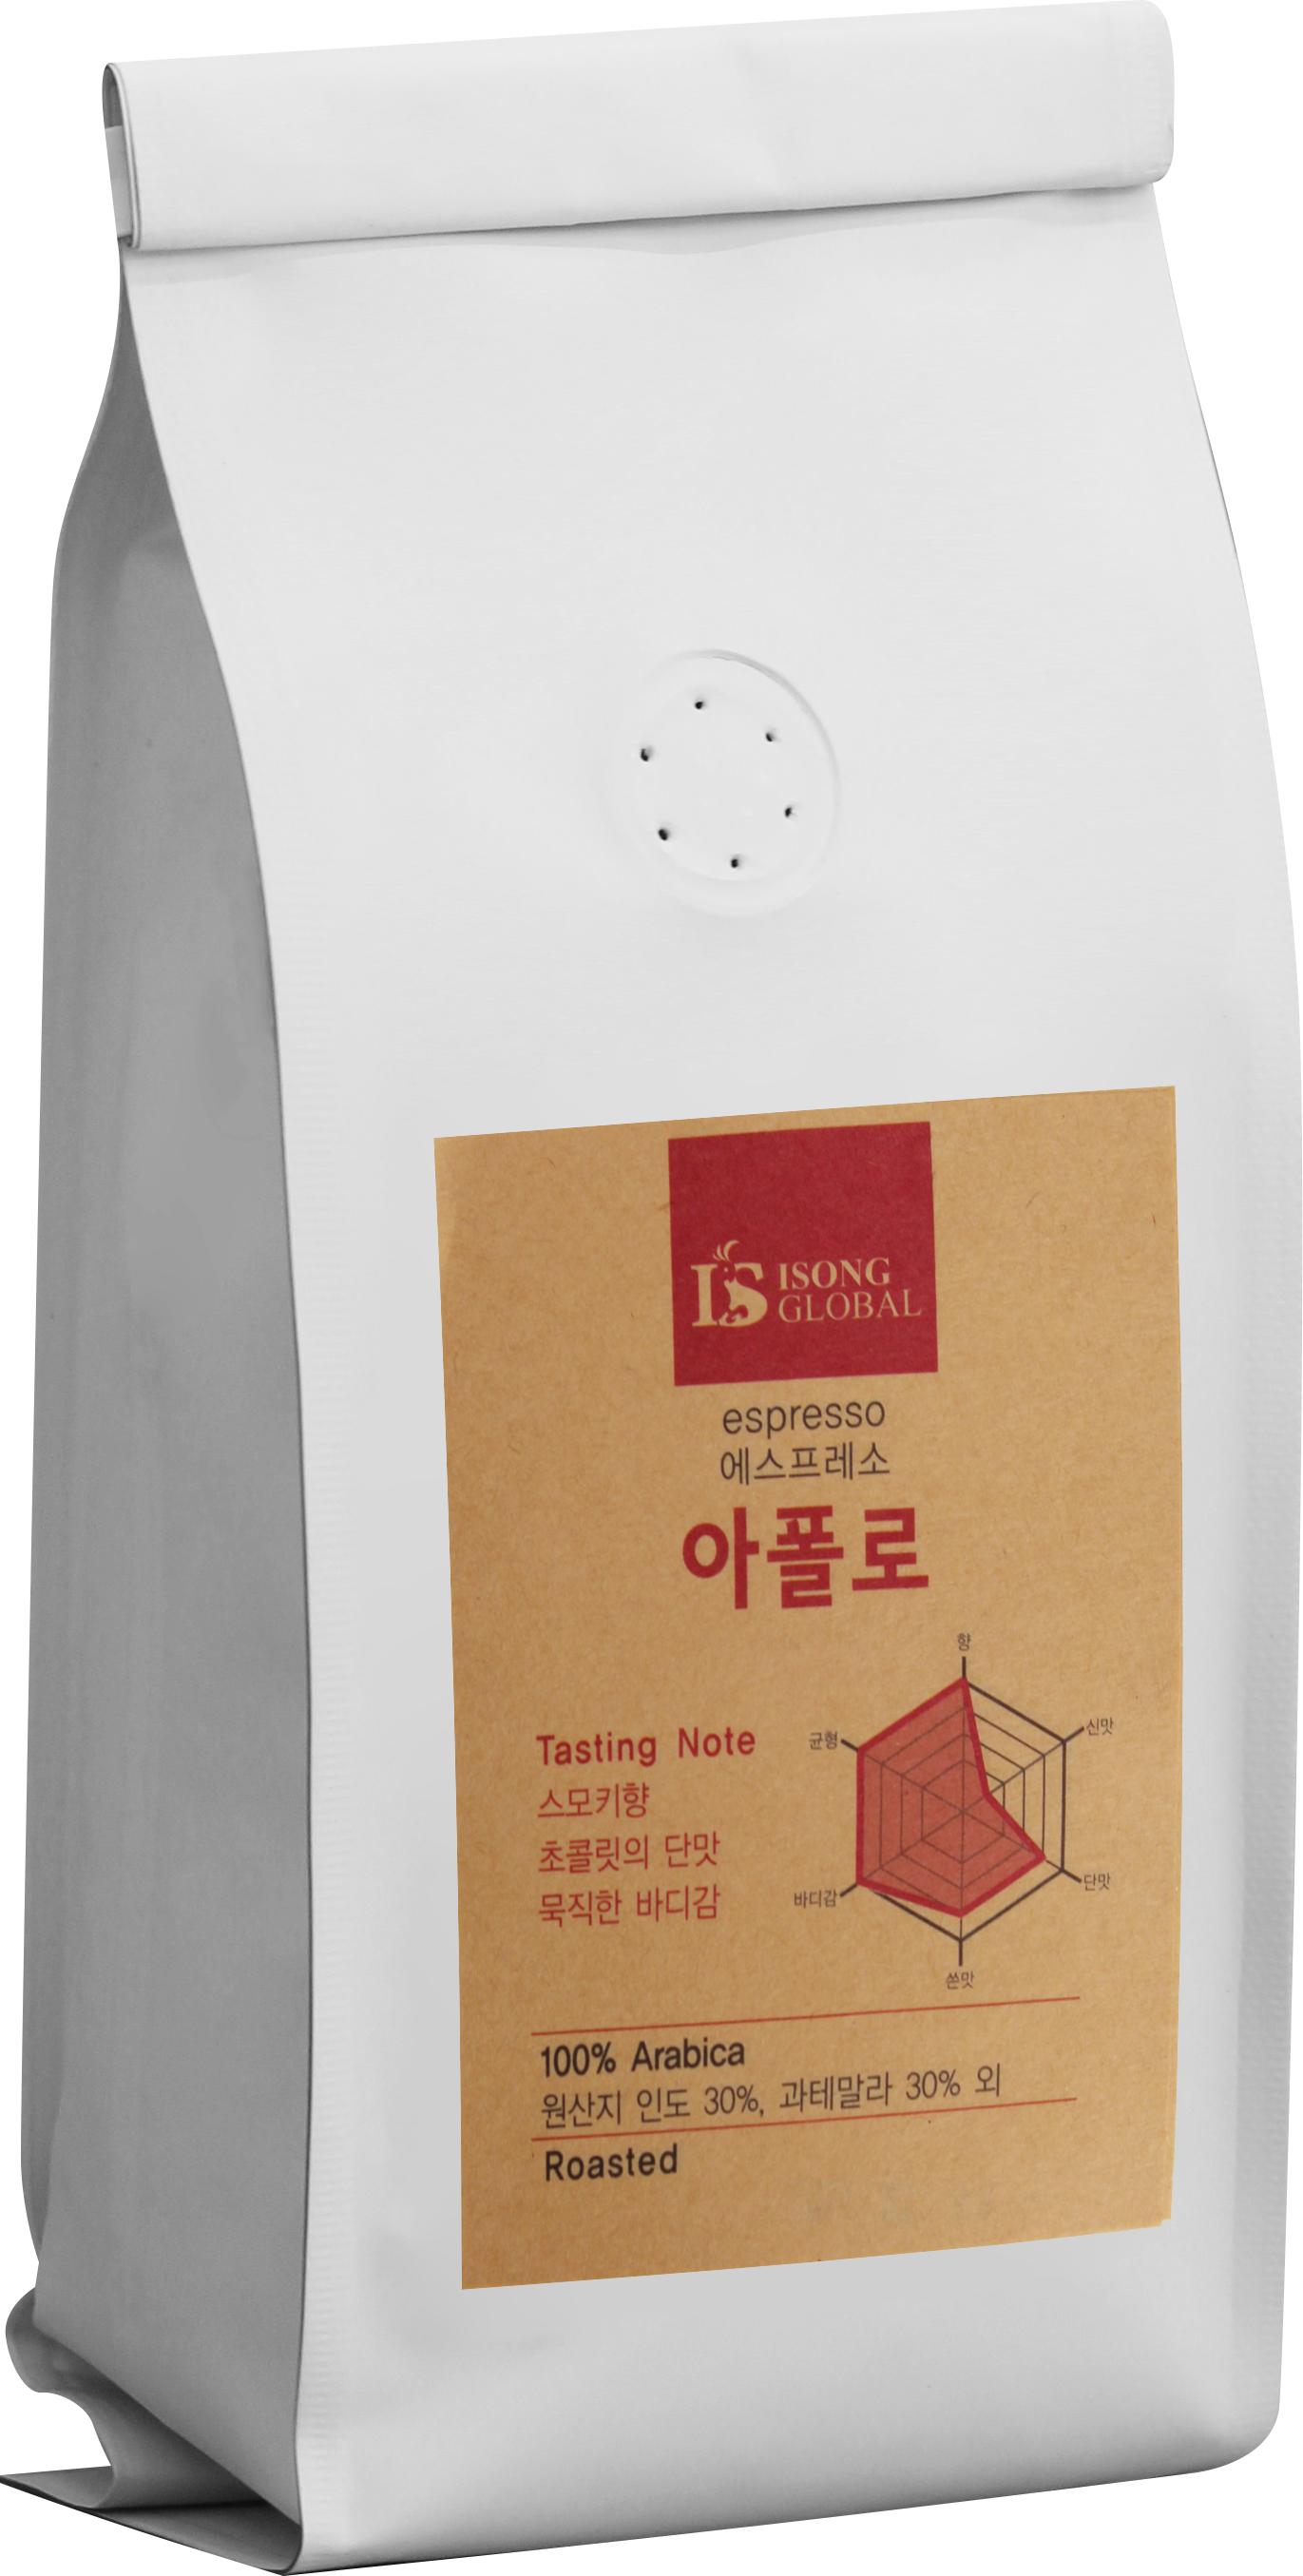 IS ISONG
GLOBAL
espresso
에스프레소
아폴로
향
신맛
균형
Tasting Note
스모키향
초콜릿의 단맛
묵직한 바디감
단맛
바디감
쓴맛
100% Arabica
원산지 인도 30%, 과테말라 30% 외
Roasted